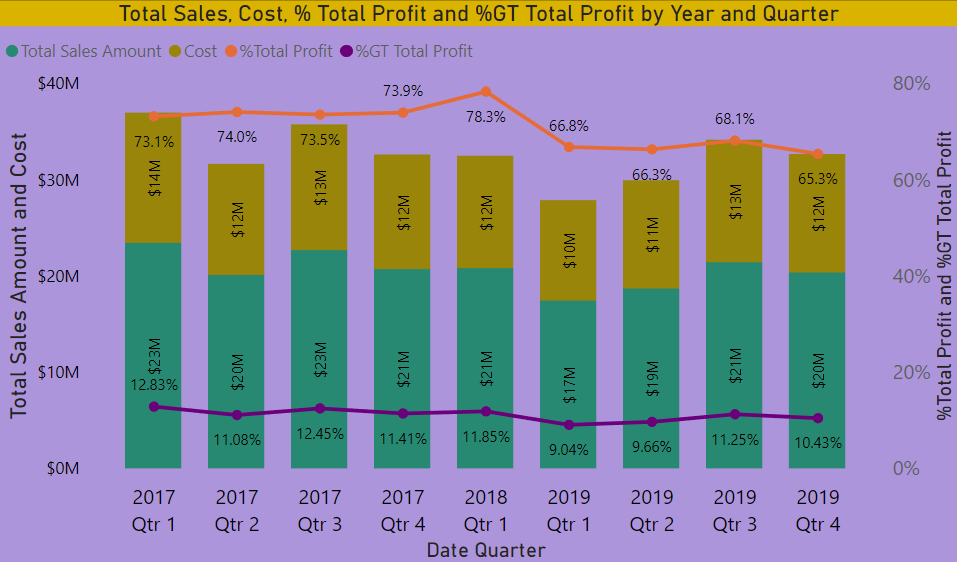 Total Sales, Cost, % Total Profit and %GT Total Profit by Year and Quarter
Total Sales Amount Cost %Total Profit %GT Total Profit
Total Sales Amount and Cost
$40M
$30M
$20M
$10M
$0M
80%
60%
40%
20%
0%
%Total Profit and %GT Total Profit
73.1%
74.0%
73.5%
73.9%
78.3%
66.8%
66.3%
68.1%
65.3%
$14M
$12M
$13M
$12M
$12M
$10M
$11M
$13M
$12M
$23M
$20M
$23M
$21M
$21M
$17M
$19M
$21M
$20M
12.83%
11.08%
12.45%
11.41%
11.85%
9.04%
9.66%
11.25%
10.43%
2017 2017 2017 2017 2018 2019 2019 2019 2019
Qtr 1 Qtr 2 Qtr 3 Qtr 4 Qtr 1 Qtr 1 Qtr 2 Qtr 3 Qtr 4
Date Quarter